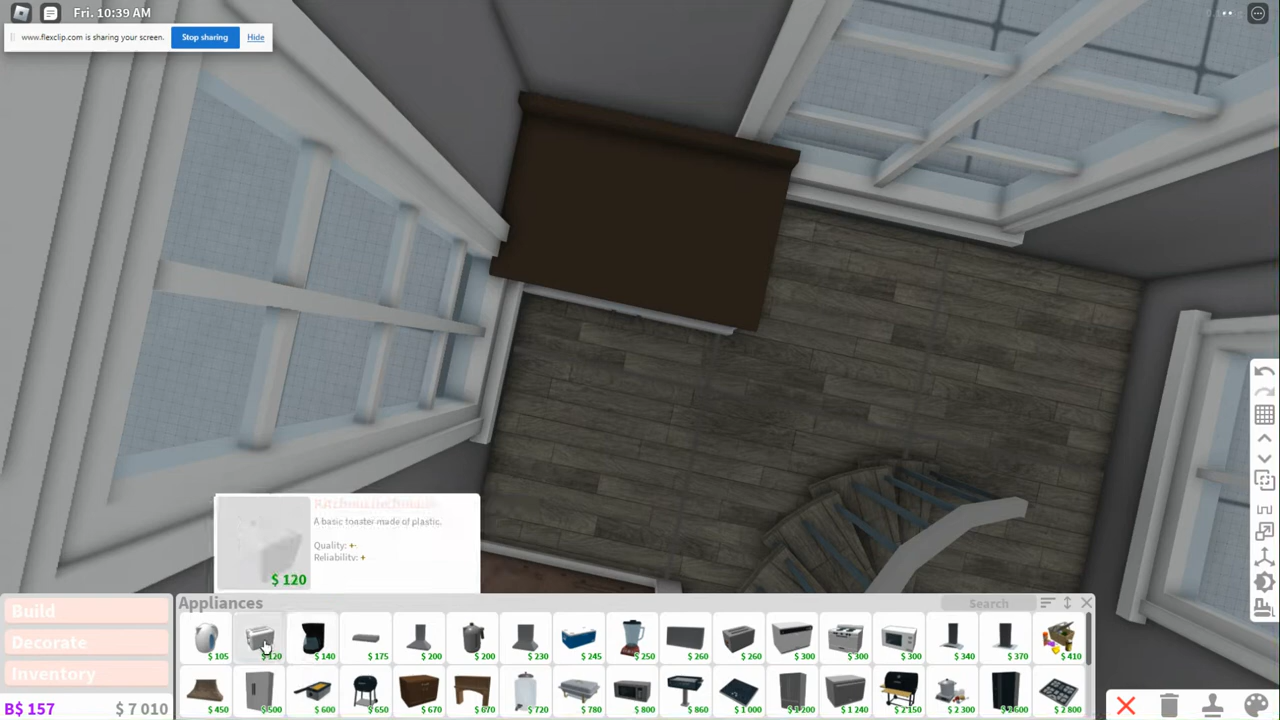 Fri. 10:39 AM
www.flexclip.com is sharing your screen.
Stop sharing
Hide
A basic toaster made of plastic.
Quality:
Reliability:
$ 120
Build
Decorate
Inventory
B$ 157
$ 7 010
Appliances
Search
$ 105
$ 120
$ 140
$ 175
$ 200
$ 200
$ 230
$ 245
$ 250
$ 260
$ 260
$ 300
$ 300
$ 300
$ 340
$ 370
$ 410
$ 450
$ 500
$ 600
$ 650
$ 670
$ 670
$ 720
$ 780
$ 800
$ 860
$ 1 000
$ 1 200
$ 1 240
$ 2 150
$ 2 300
$ 2 800